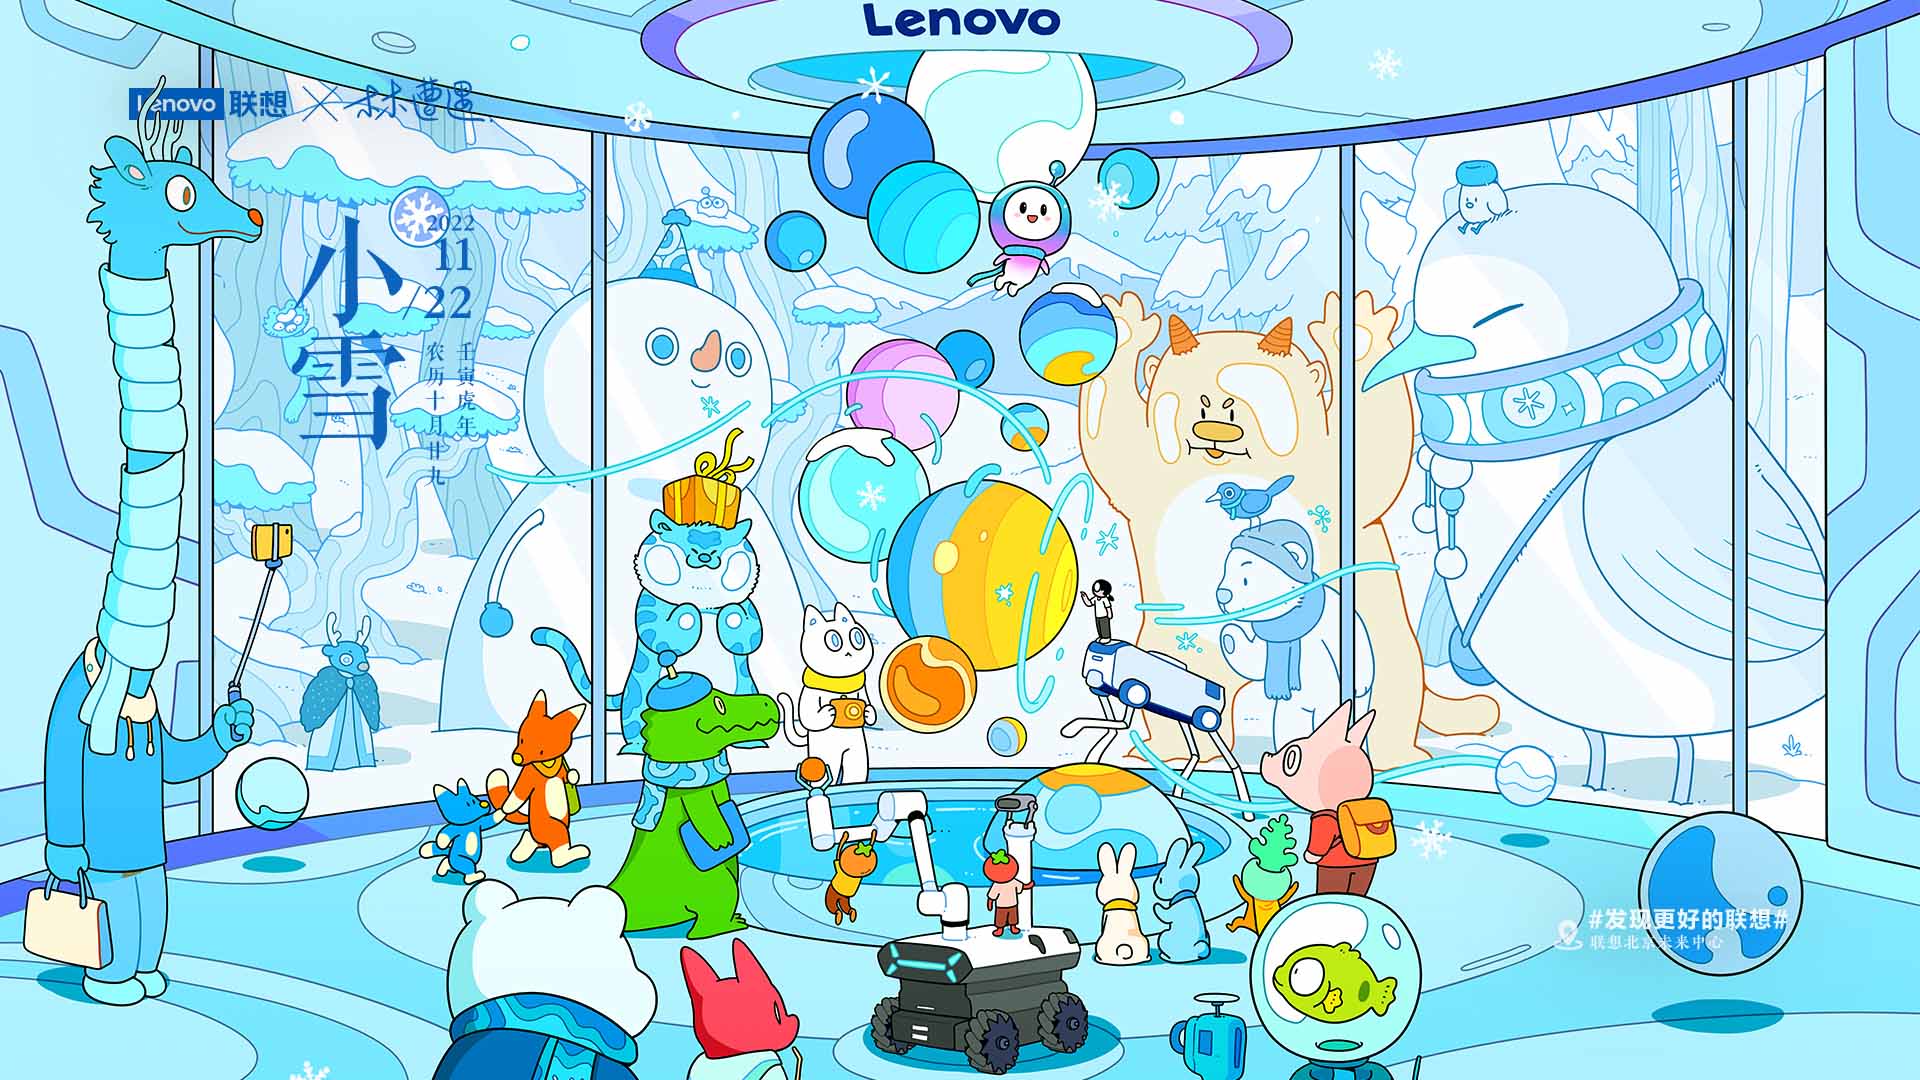 Lenovo
Lenovo 联想 × 林遭遇
小雪
2022
11
/22
壬寅虎年
农历十月廿九
#发现更好的联想#
联想北京未来中心